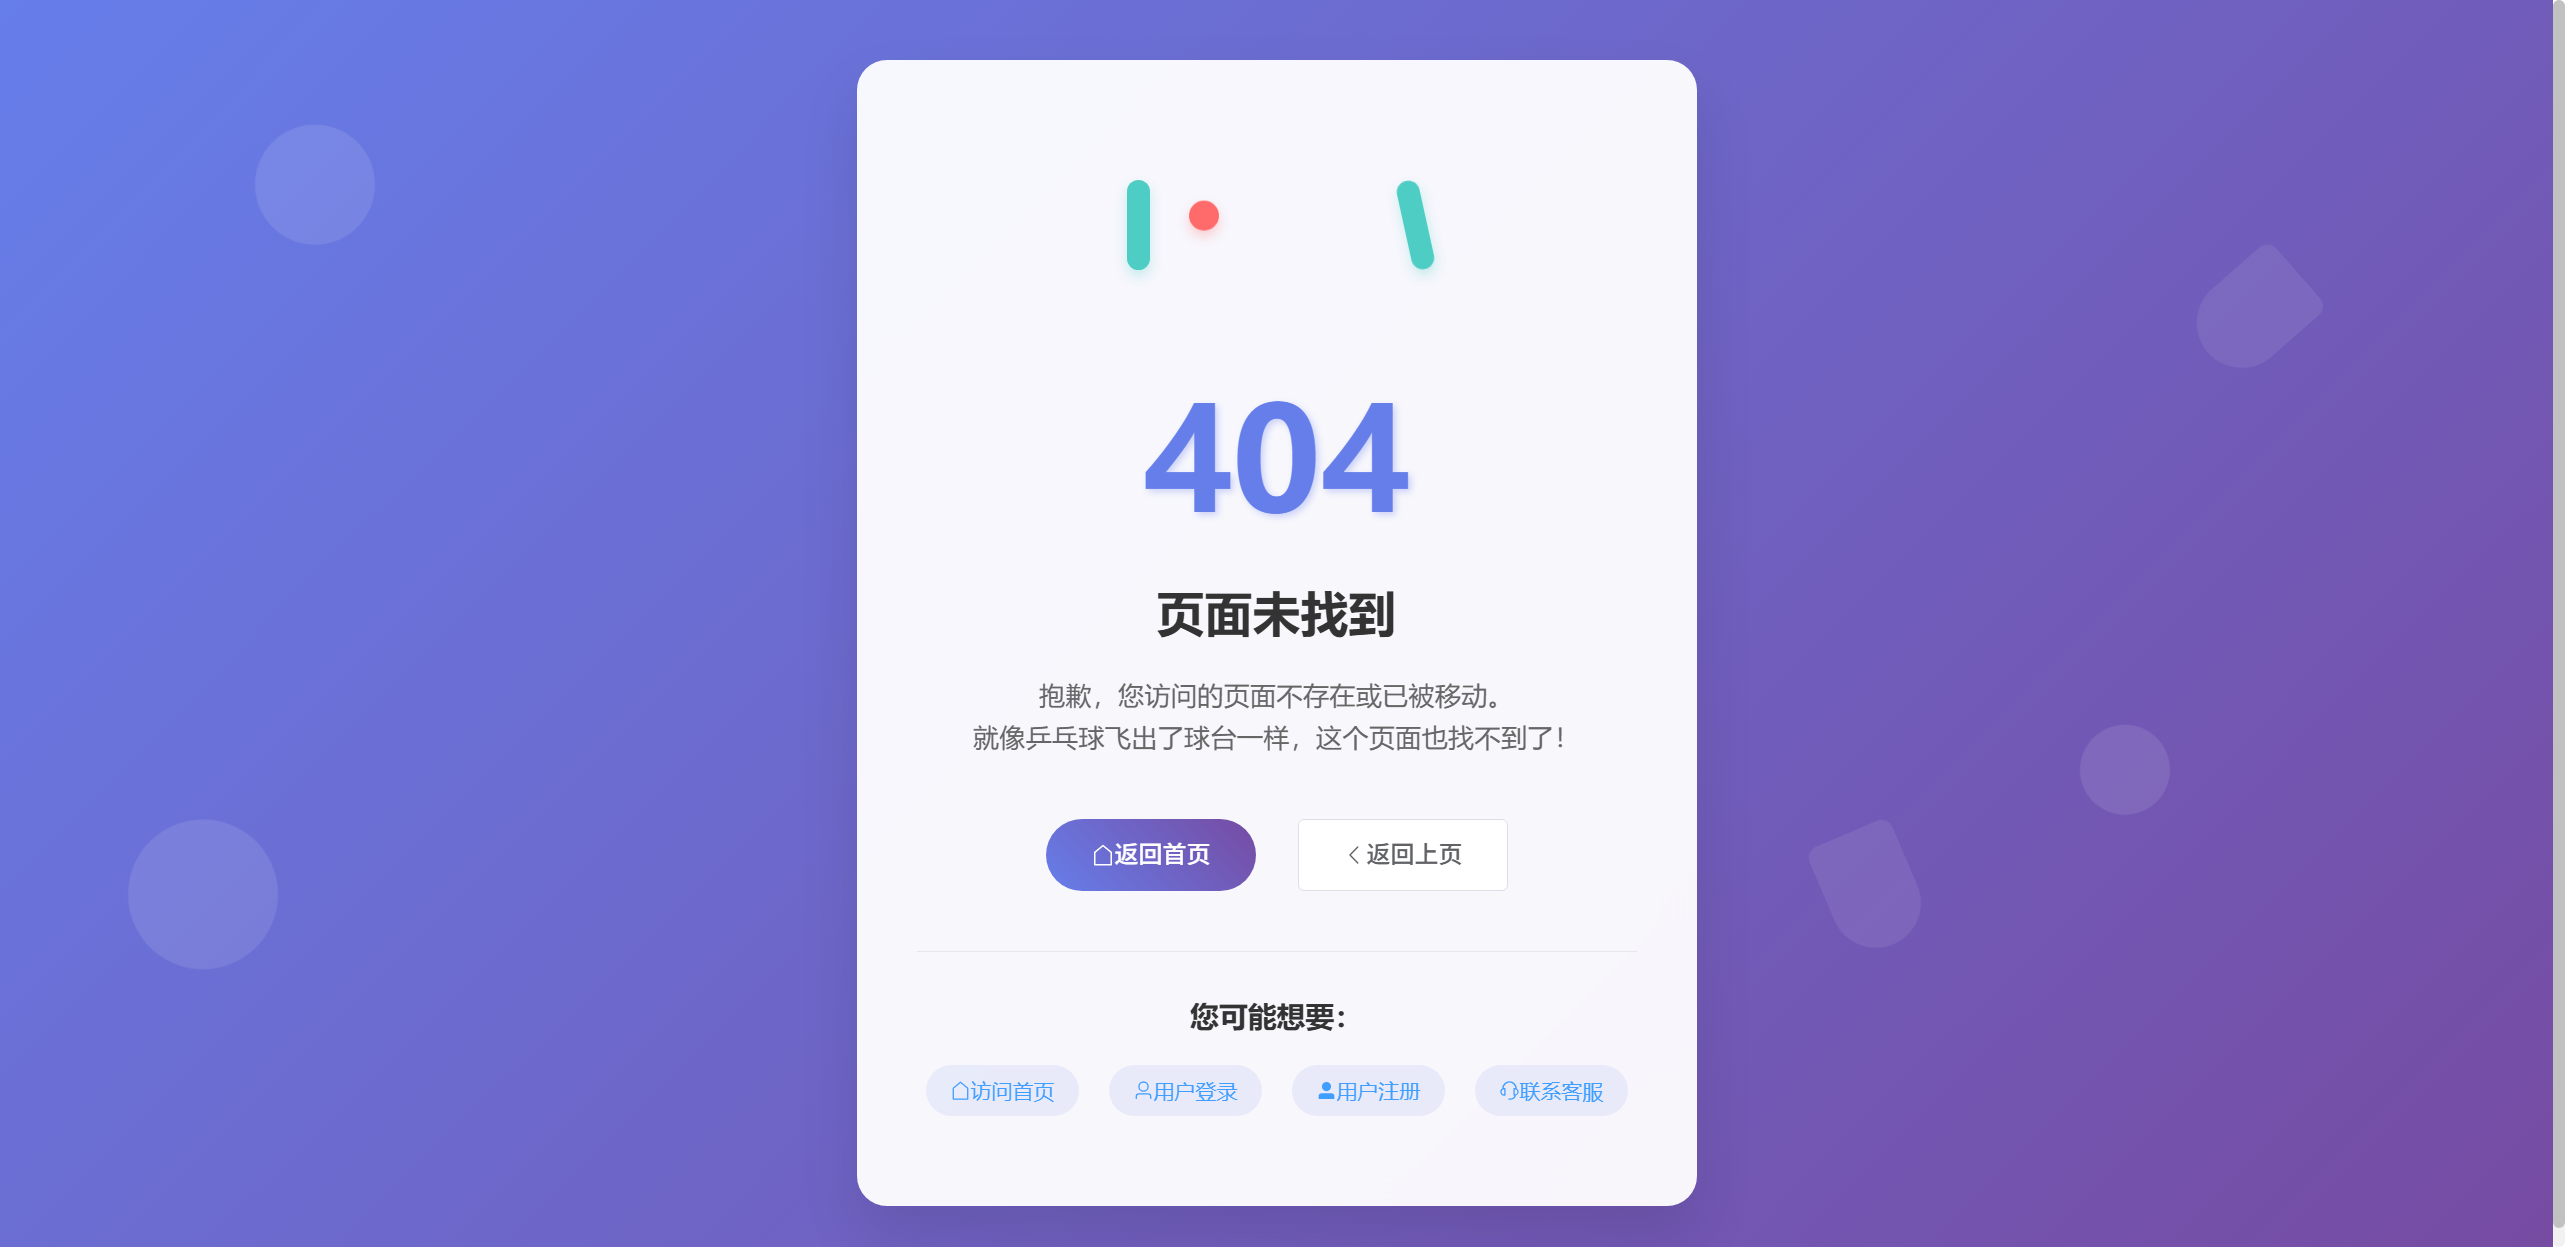 404
页面未找到
抱歉，您访问的页面不存在或已被移动。
就像乒乓球飞出了球台一样，这个页面也找不到了！
返回首页
返回上页
您可能想要：
访问首页
用户登录
用户注册
联系客服